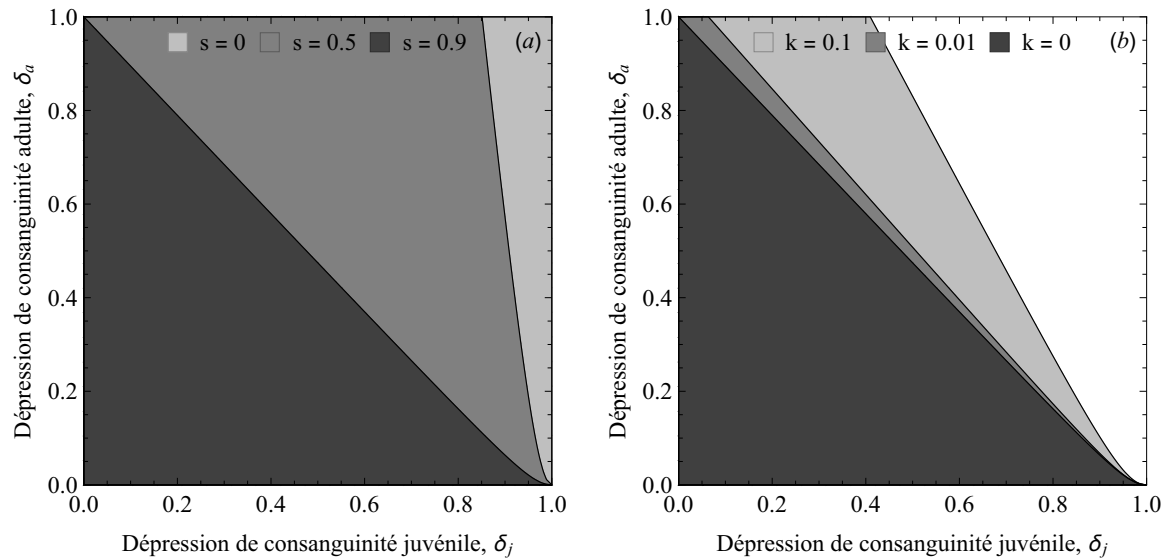 s = 0 s = 0.5 s = 0.9 (a)
Dépression de consanguinité adulte, δa
1.0
0.8
0.6
0.4
0.2
0.0
0.0 0.2 0.4 0.6 0.8 1.0
Dépression de consanguinité juvénile, δj
k = 0.1 k = 0.01 k = 0 (b)
Dépression de consanguinité adulte, δa
1.0
0.8
0.6
0.4
0.2
0.0
0.0 0.2 0.4 0.6 0.8 1.0
Dépression de consanguinité juvénile, δj